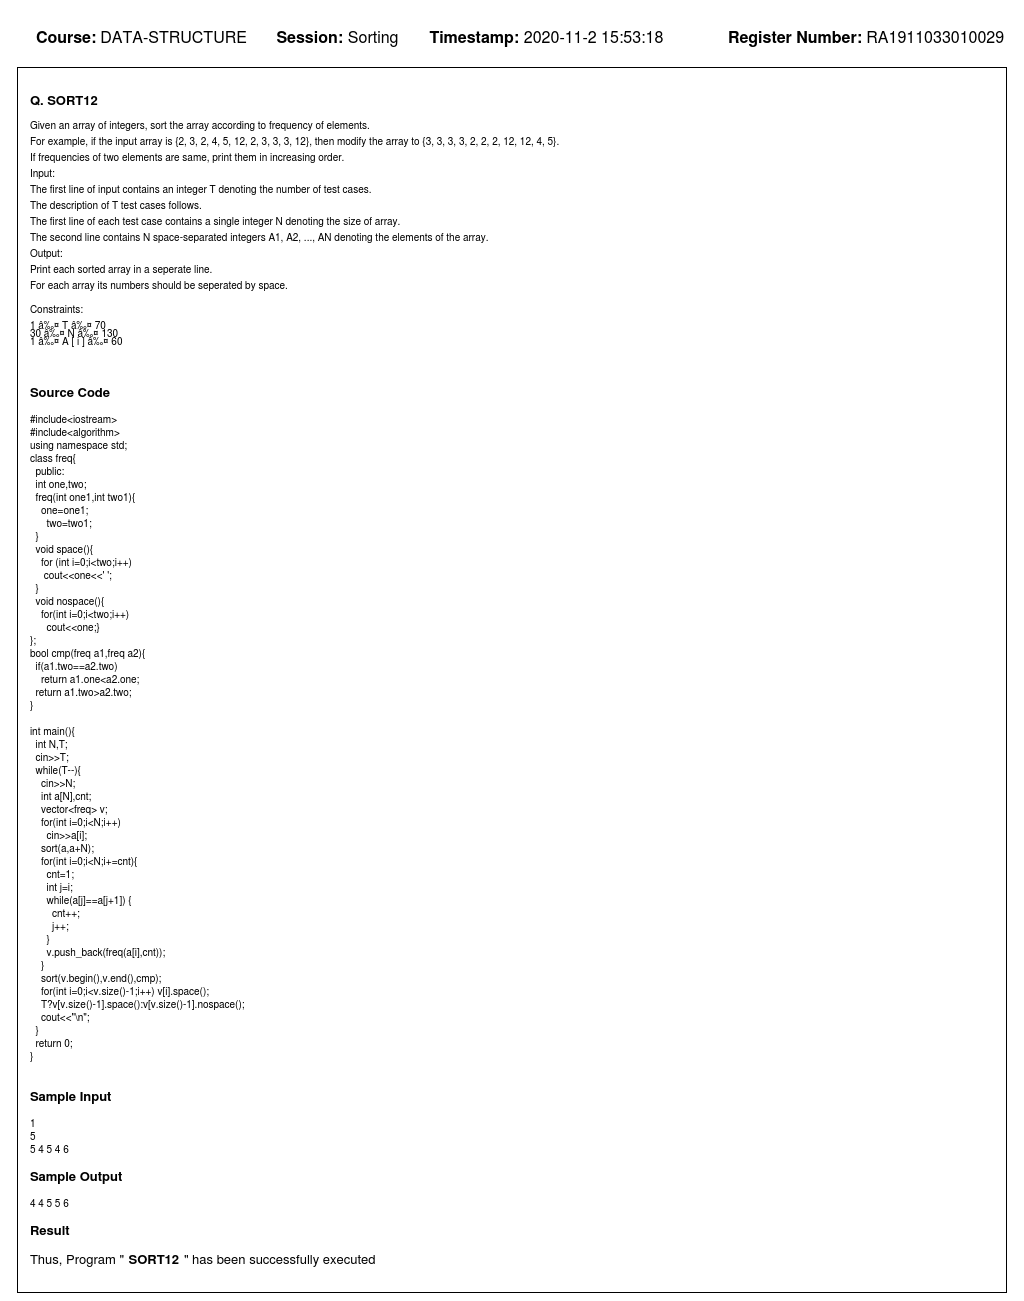 Course: DATA-STRUCTURE Session: Sorting Timestamp: 2020-11-2 15:53:18 Register Number: RA1911033010029
Q. SORT12
Given an array of integers, sort the array according to frequency of elements.
For example, if the input array is {2, 3, 2, 4, 5, 12, 2, 3, 3, 3, 12}, then modify the array to {3, 3, 3, 3, 2, 2, 2, 12, 12, 4, 5}.
If frequencies of two elements are same, print them in increasing order.
Input:
The first line of input contains an integer T denoting the number of test cases.
The description of T test cases follows.
The first line of each test case contains a single integer N denoting the size of array.
The second line contains N space-separated integers A1, A2, ..., AN denoting the elements of the array.
Output:
Print each sorted array in a seperate line.
For each array its numbers should be seperated by space.
Constraints:
1 â‰¤ T â‰¤ 70
30 â‰¤ N â‰¤ 130
1 â‰¤ A [ i ] â‰¤ 60
Source Code
#include<iostream>
#include<algorithm>
using namespace std;
class freq{
  public:
  int one,two;
  freq(int one1,int two1){
    one=one1;
      two=two1;
  }
  void space(){
    for (int i=0;i<two;i++)
     cout<<one<<' ';
  }
  void nospace(){
    for(int i=0;i<two;i++)
      cout<<one;}
};
bool cmp(freq a1,freq a2){
  if(a1.two==a2.two)
    return a1.one<a2.one;
  return a1.two>a2.two;
}
int main(){
  int N,T;
  cin>>T;
  while(T--){
    cin>>N;
    int a[N],cnt;
    vector<freq> v;
    for(int i=0;i<N;i++)
      cin>>a[i];
    sort(a,a+N);
    for(int i=0;i<N;i+=cnt){
      cnt=1;
      int j=i;
      while(a[j]==a[j+1]) {
        cnt++;
        j++;
      }
      v.push_back(freq(a[i],cnt));
    }
    sort(v.begin(),v.end(),cmp);
    for(int i=0;i<v.size()-1;i++) v[i].space();
    T?v[v.size()-1].space():v[v.size()-1].nospace();
    cout<<"\n";
  }
  return 0;
}
Sample Input
1
5
5 4 5 4 6
Sample Output
4 4 5 5 6
Result
Thus, Program " SORT12 " has been successfully executed